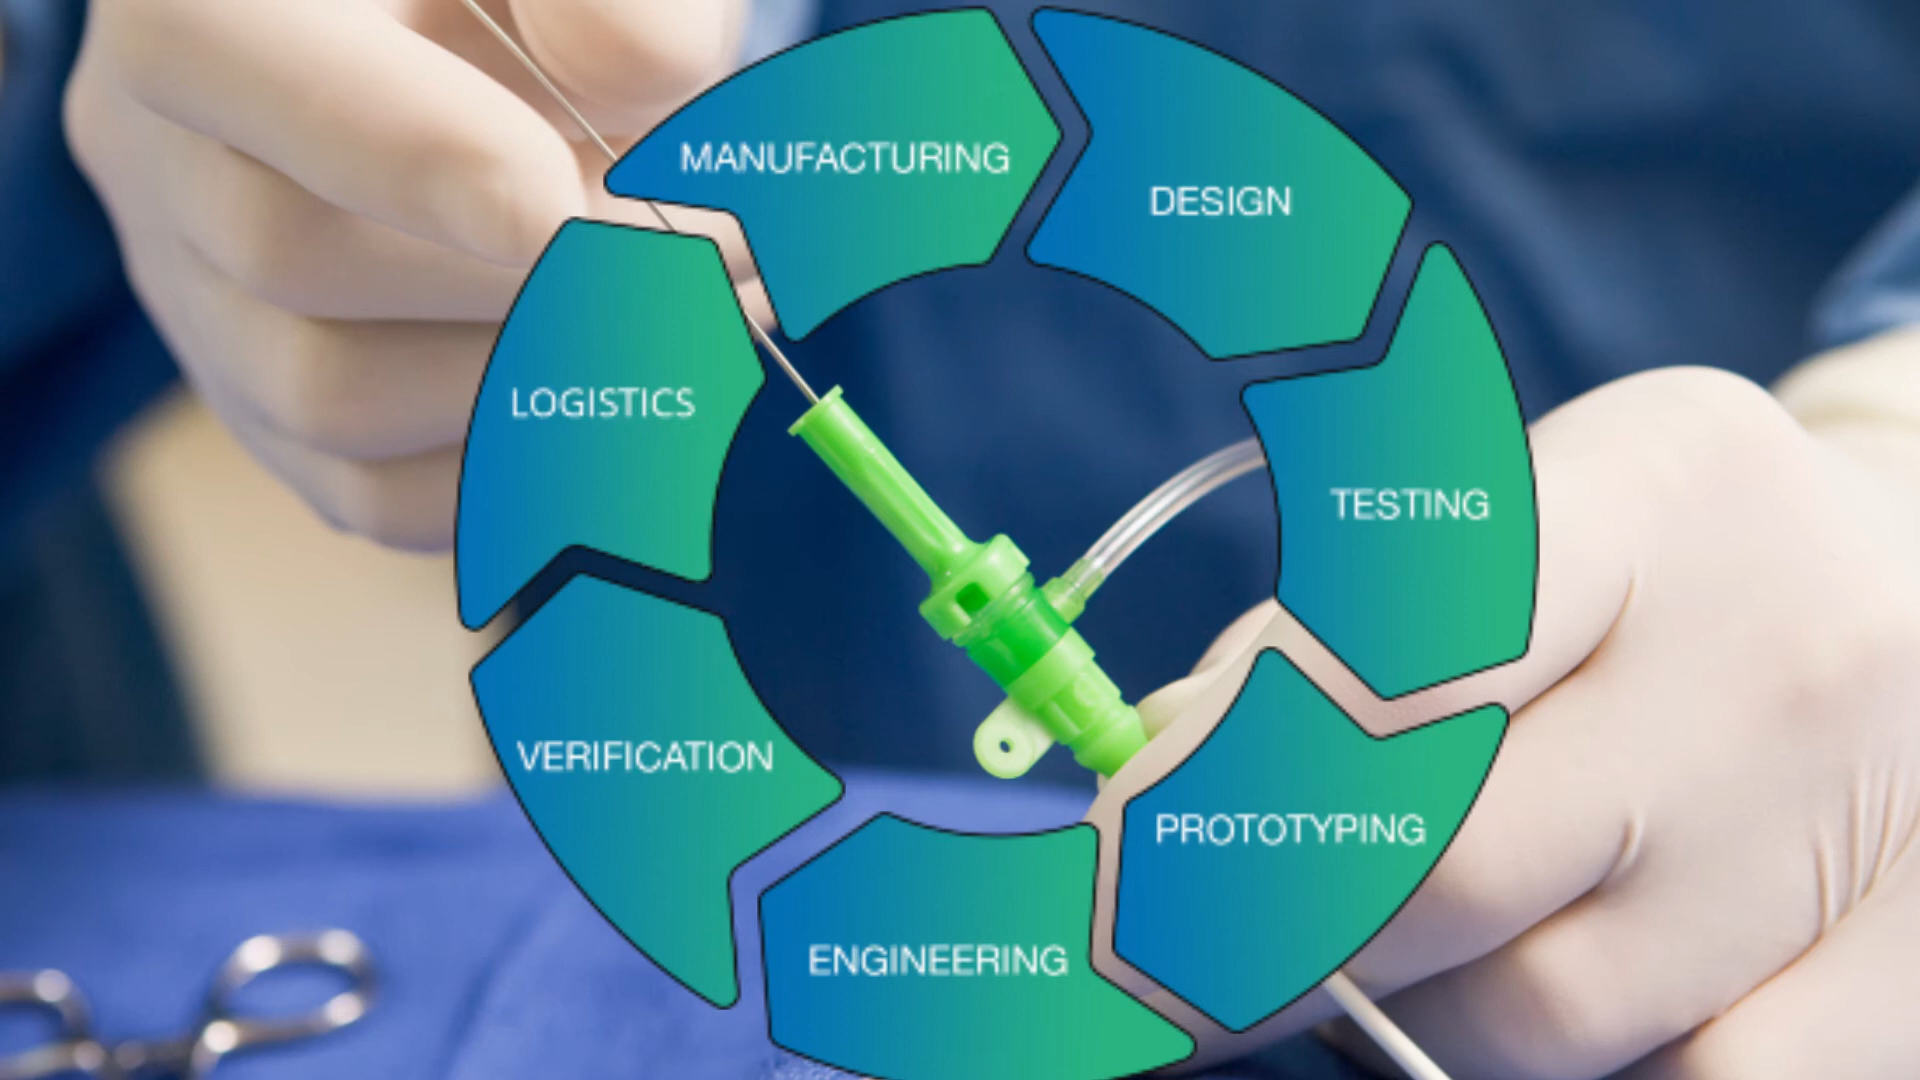 MANUFACTURING
DESIGN
LOGISTICS
TESTING
VERIFICATION
PROTOTYPING
ENGINEERING